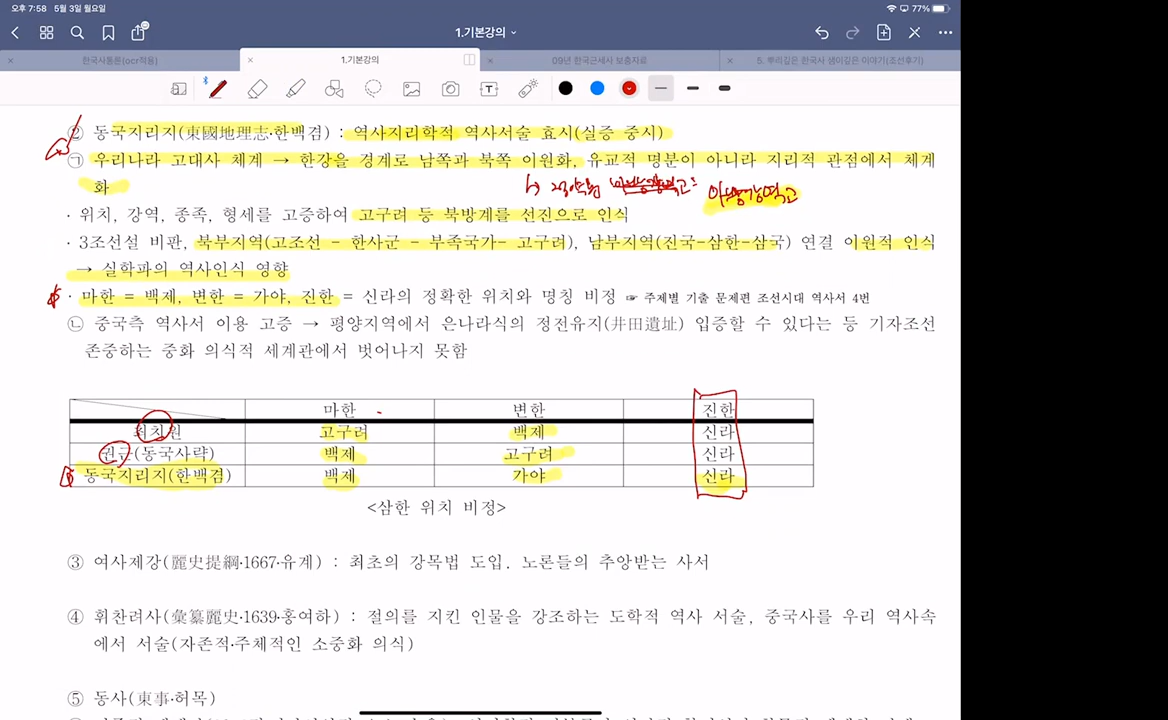 오후 7:58 5월 3일 월요일
77%
1.기본강의
한국사통론(ocr적용)
1.기본강의
09년 한국근세사 보충자료
5. 뿌리깊은 한국사 샘이깊은 이야기(조선후기)
② 동국지리지(東國地理志·한백겸) : 역사지리학적 역사서술 효시(실증 중시)
㉠ 우리나라 고대사 체계 → 한강을 경계로 남쪽과 북쪽 이원화, 유교적 명분이 아니라 지리적 관점에서 체계
화
· 위치, 강역, 종족, 형세를 고증하여 고구려 등 북방계를 선진으로 인식
· 3조선설 비판, 북부지역(고조선 - 한사군 - 부족국가- 고구려), 남부지역(진국-삼한-삼국) 연결 이원적 인식
→ 실학파의 역사인식 영향
· 마한 = 백제, 변한 = 가야, 진한 = 신라의 정확한 위치와 명칭 비정 ☞ 주제별 기출 문제편 조선시대 역사서 4번
㉡ 중국측 역사서 이용 고증 → 평양지역에서 은나라식의 정전유지(井田遺址) 입증할 수 있다는 등 기자조선
존중하는 중화 의식적 세계관에서 벗어나지 못함
마한 변한 진한
최치원 고구려 백제 신라
권근(동국사략) 백제 고구려 신라
동국지리지(한백겸) 백제 가야 신라
<삼한 위치 비정>
③ 여사제강(麗史提綱·1667·유계) : 최초의 강목법 도입. 노론들의 추앙받는 사서
④ 휘찬려사(彙纂麗史·1639·홍여하) : 절의를 지킨 인물을 강조하는 도학적 역사 서술, 중국사를 우리 역사속
에서 서술(자존적·주체적인 소중화 의식)
⑤ 동사(東事·허목)